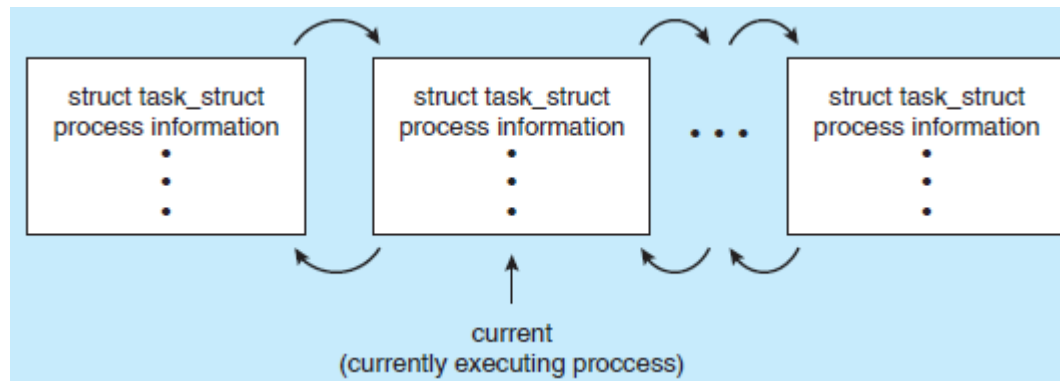 struct task_struct
process information
•
•
•
struct task_struct
process information
•
•
•
• • •
struct task_struct
process information
•
•
•
current
(currently executing proccess)